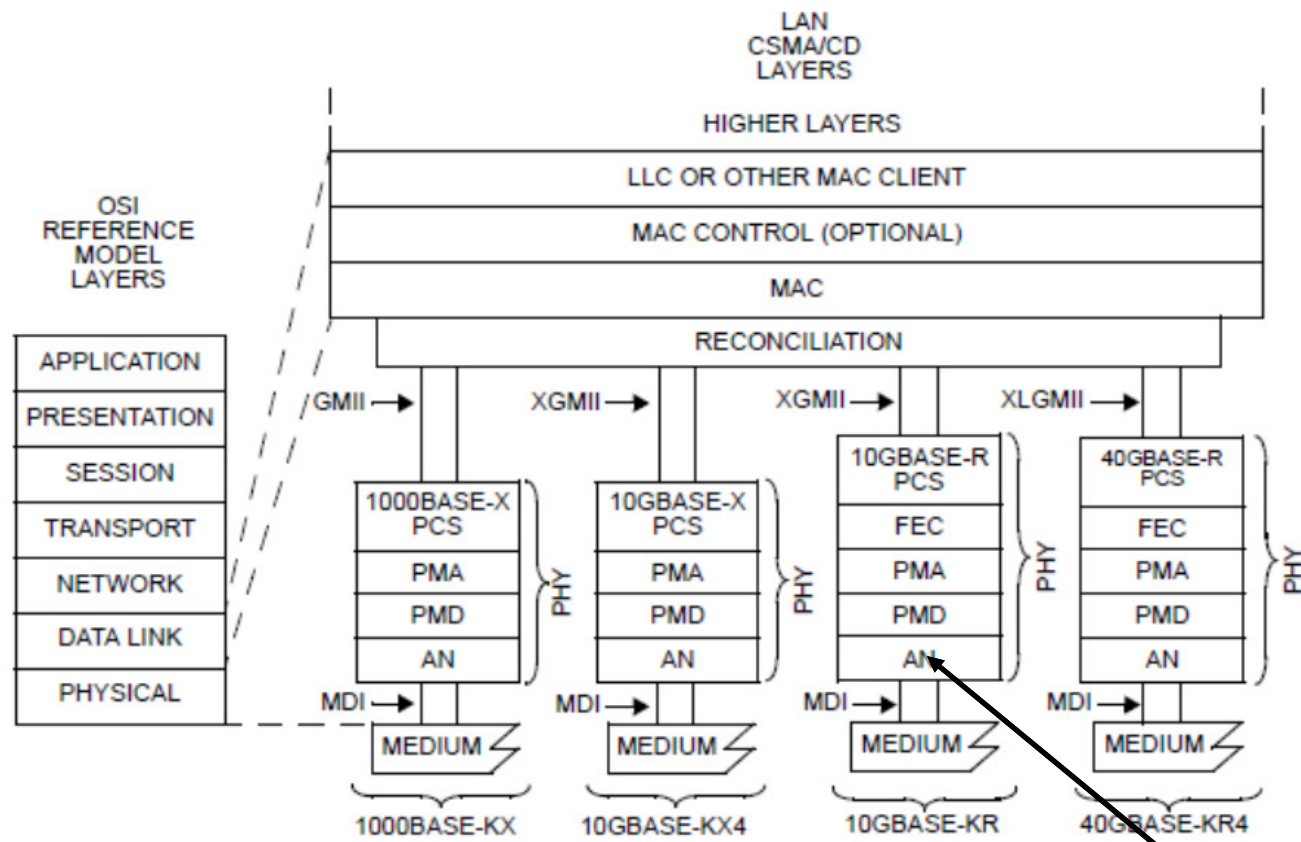 LAN
CSMA/CD
LAYERS
HIGHER LAYERS
LLC OR OTHER MAC CLIENT
MAC CONTROL (OPTIONAL)
MAC
RECONCILIATION
OSI
REFERENCE
MODEL
LAYERS
APPLICATION
PRESENTATION
SESSION
TRANSPORT
NETWORK
DATA LINK
PHYSICAL
GMII
1000BASE-X
PCS
PMA
PMD
AN
PHY
MDI
MEDIUM
1000BASE-KX
XGMII
10GBASE-X
PCS
PMA
PMD
AN
PHY
MDI
MEDIUM
10GBASE-KX4
XGMII
10GBASE-R
PCS
FEC
PMA
PMD
AN
PHY
MDI
MEDIUM
10GBASE-KR
XLGMII
40GBASE-R
PCS
FEC
PMA
PMD
AN
PHY
MDI
MEDIUM
40GBASE-KR4